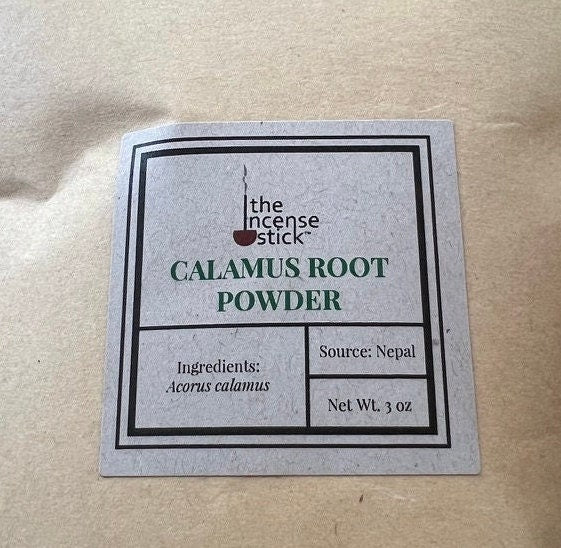 the
incense
stick™
CALAMUS ROOT
POWDER
Ingredients:
Acorus calamus
Source: Nepal
Net Wt. 3 oz